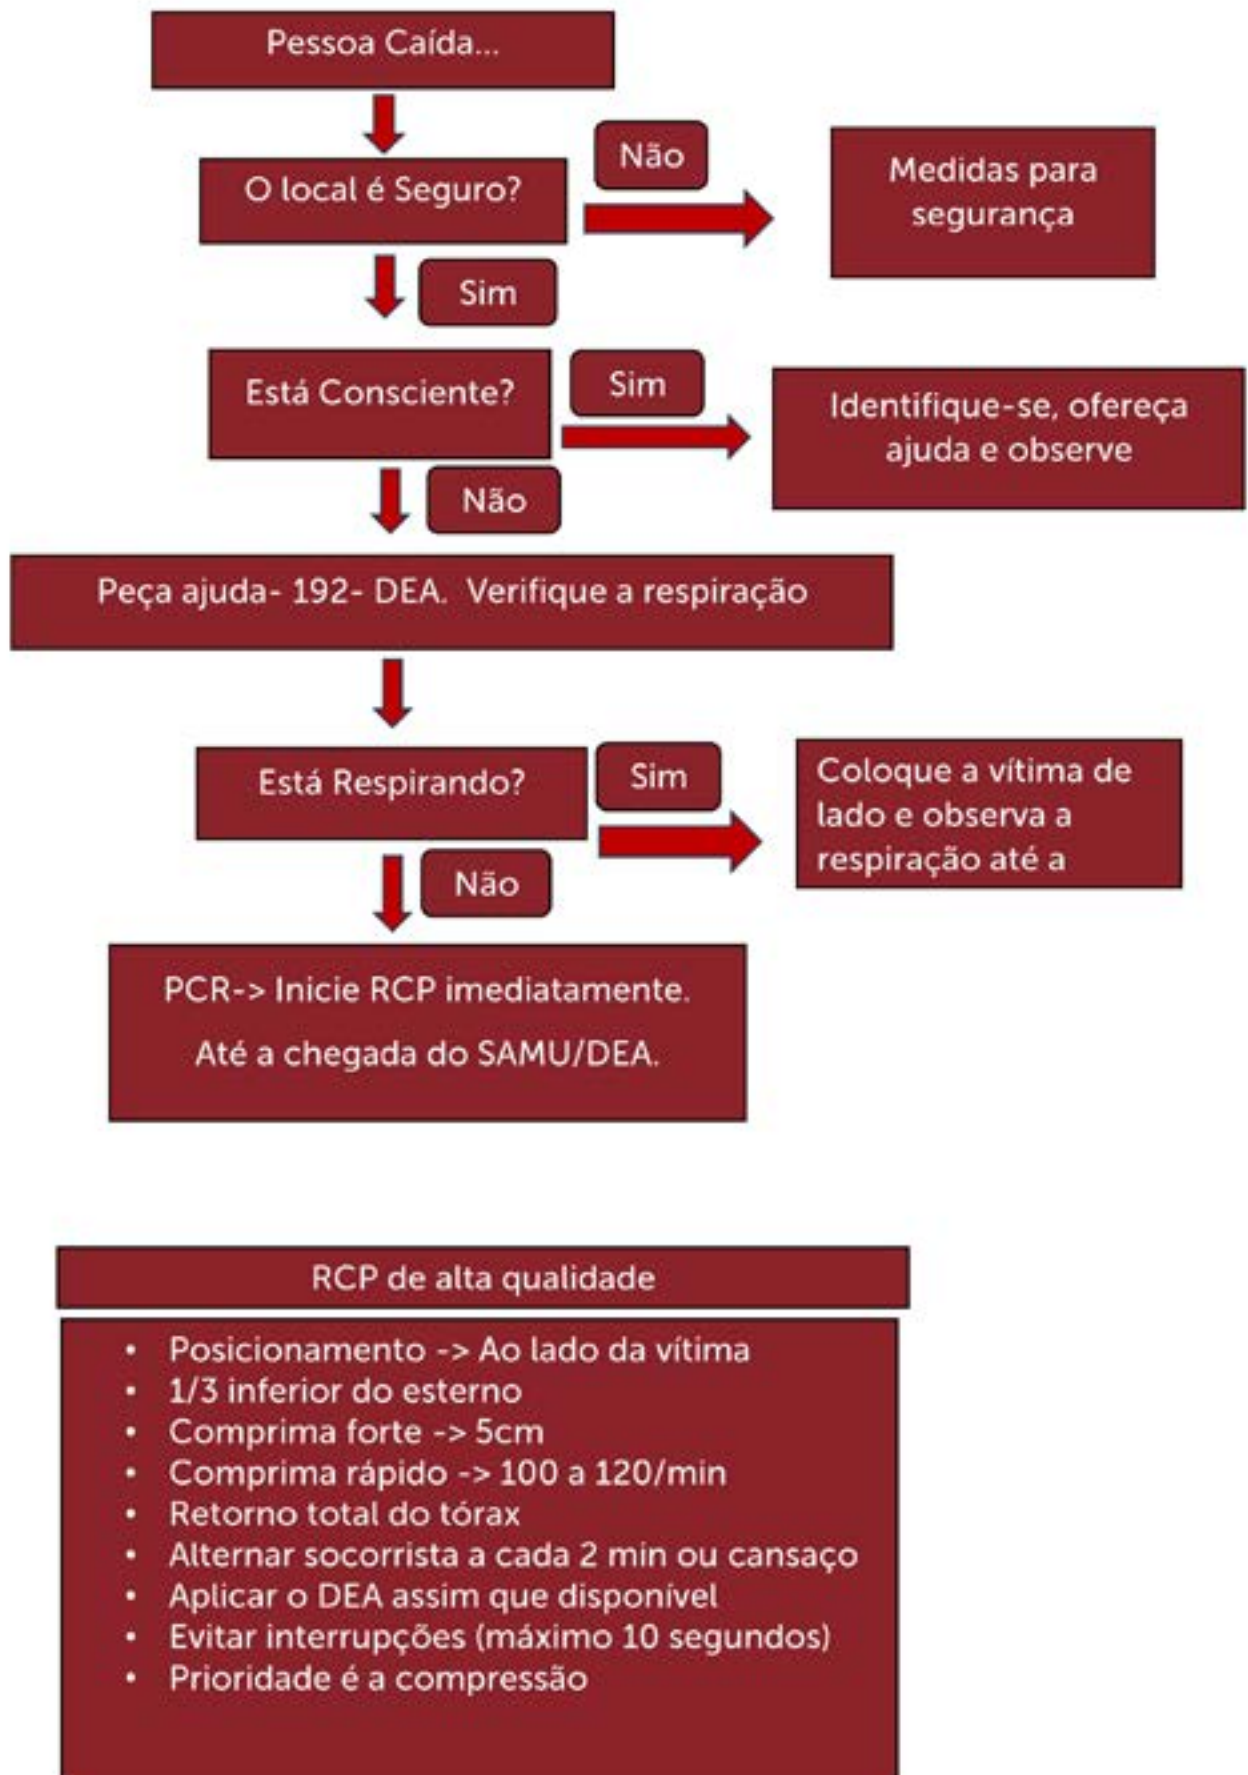 Pessoa Caída...
O local é Seguro?
Não
Medidas para
segurança
Sim
Está Consciente?
Sim
Identifique-se, ofereça
ajuda e observe
Não
Peça ajuda- 192- DEA. Verifique a respiração
Está Respirando?
Sim
Coloque a vítima de
lado e observa a
respiração até a
Não
PCR-> Inicie RCP imediatamente.
Até a chegada do SAMU/DEA.
RCP de alta qualidade
• Posicionamento -> Ao lado da vítima
• 1/3 inferior do esterno
• Comprima forte -> 5cm
• Comprima rápido -> 100 a 120/min
• Retorno total do tórax
• Alternar socorrista a cada 2 min ou cansaço
• Aplicar o DEA assim que disponível
• Evitar interrupções (máximo 10 segundos)
• Prioridade é a compressão